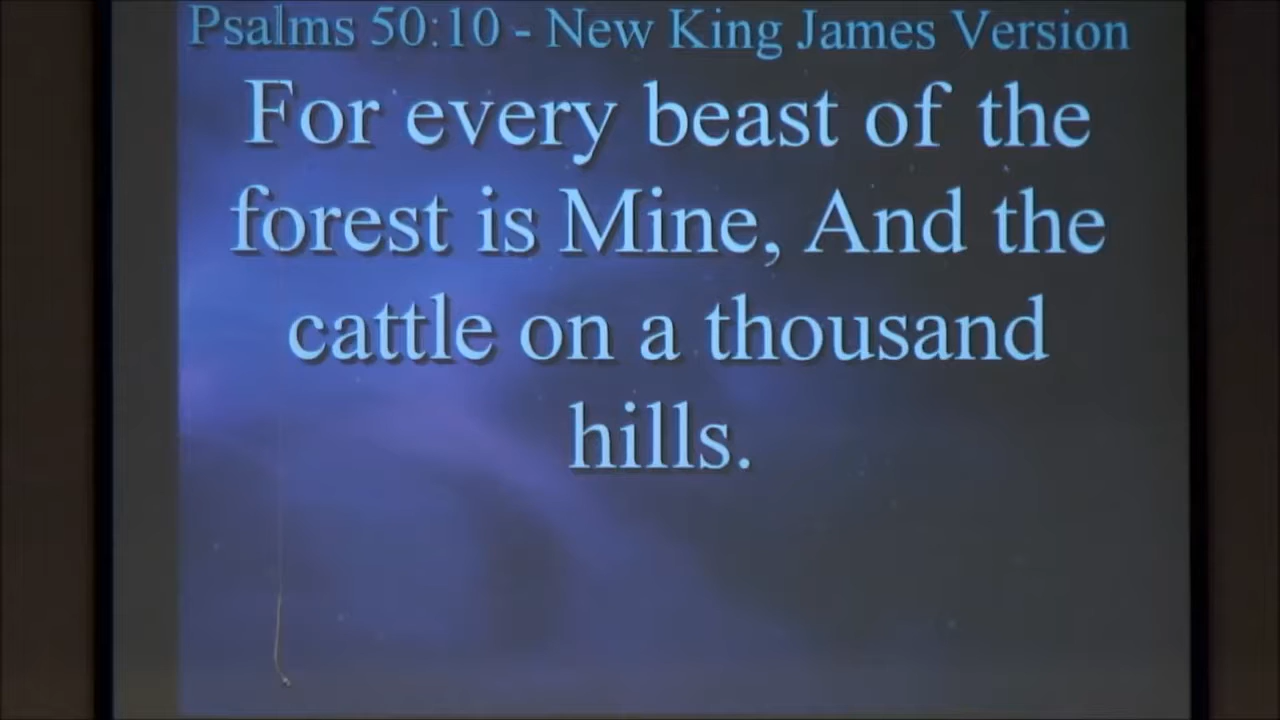 Psalms 50:10 - New King James Version
For every beast of the
forest is Mine, And the
cattle on a thousand
hills.